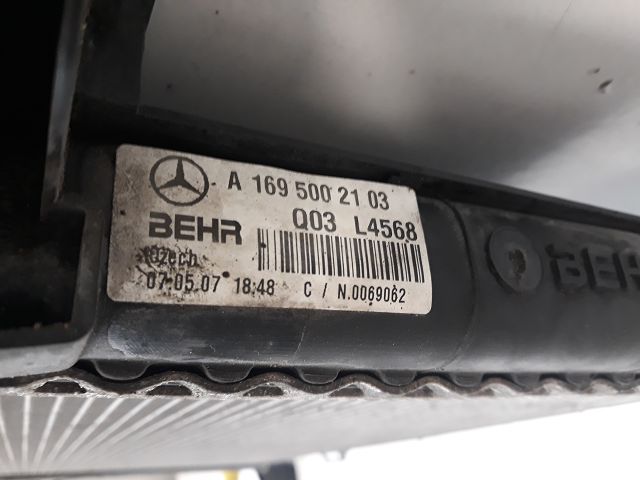 A 169 500 21 03
BEHR Q03 L4568
Czech
07.05.07 18:48 C / N.0069062
BEHR